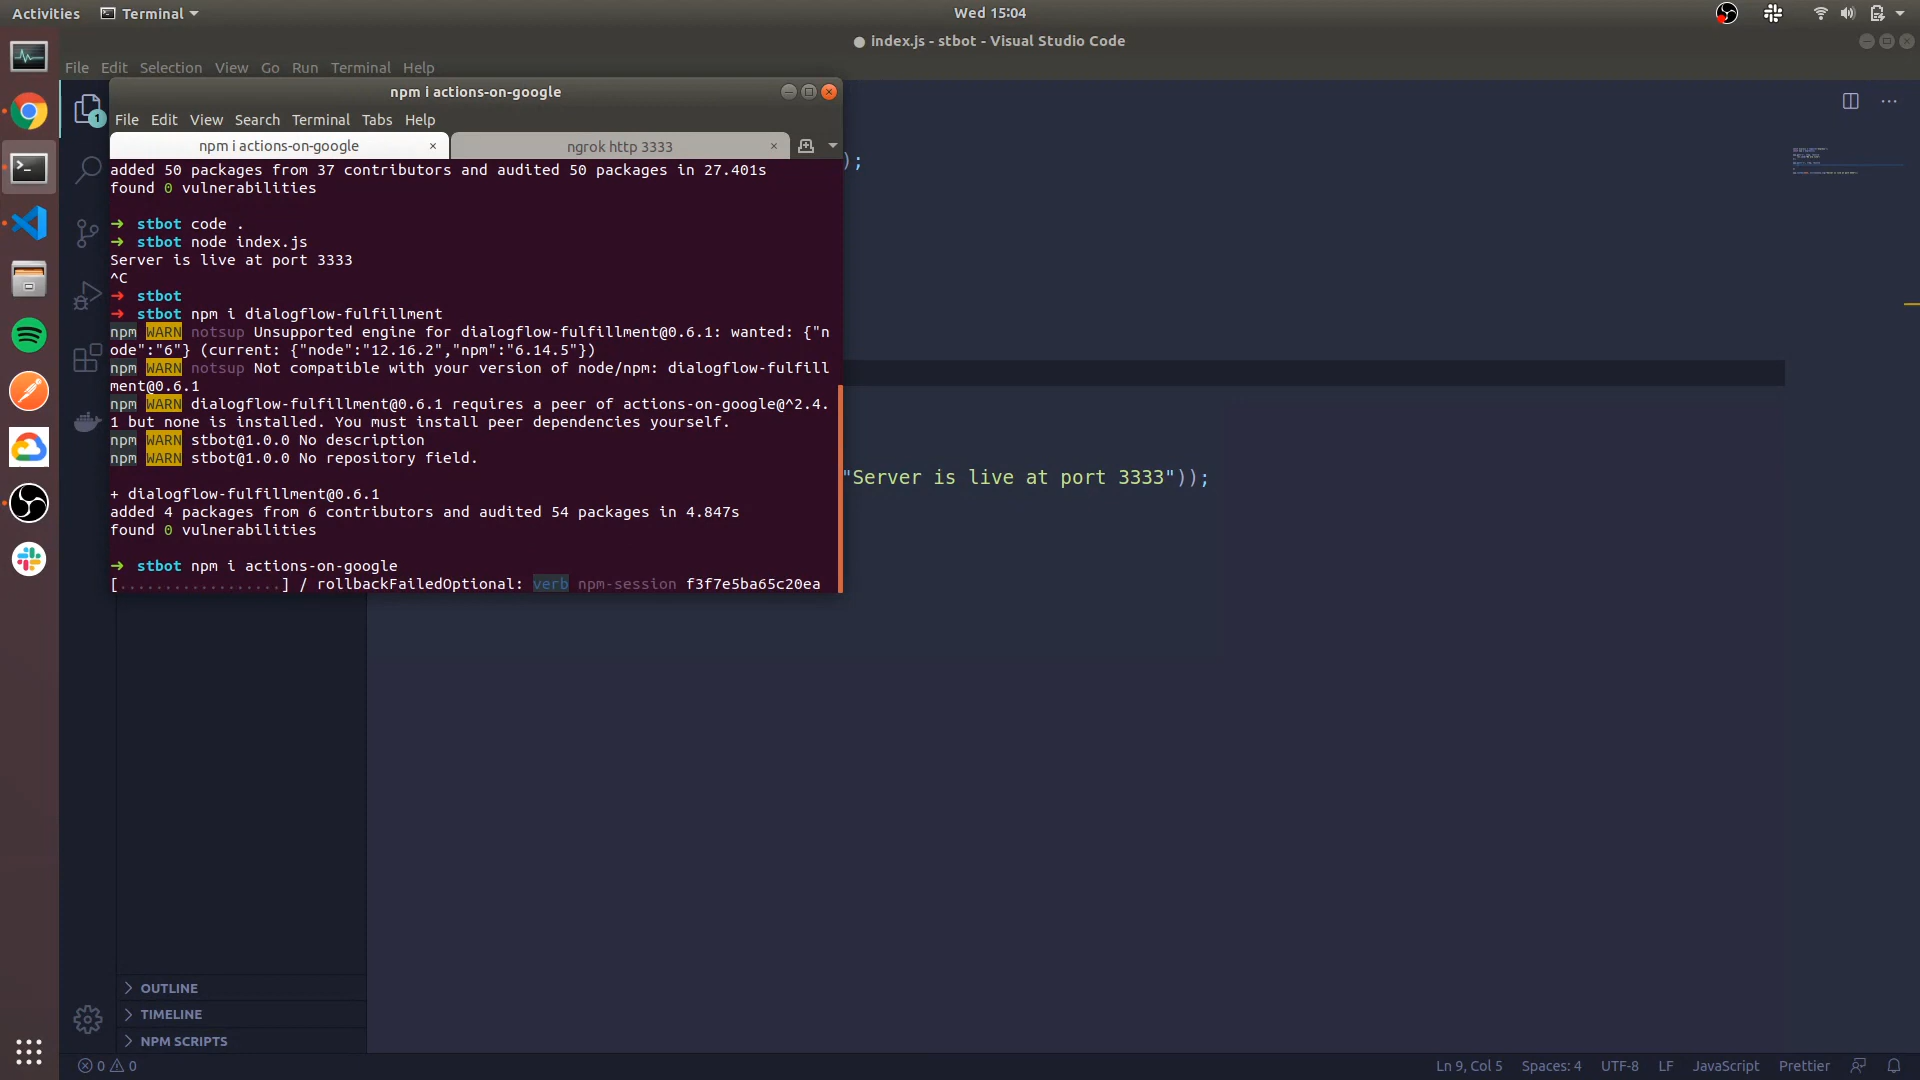 Activities
Terminal
Wed 15:04
index.js - stbot - Visual Studio Code
File Edit Selection View Go Run Terminal Help
npm i actions-on-google
File Edit View Search Terminal Tabs Help
npm i actions-on-google ×
ngrok http 3333 ×
added 50 packages from 37 contributors and audited 50 packages in 27.401s
found 0 vulnerabilities
➜ stbot code .
➜ stbot node index.js
Server is live at port 3333
^C
➜ stbot
➜ stbot npm i dialogflow-fulfillment
npm WARN notsup Unsupported engine for dialogflow-fulfillment@0.6.1: wanted: {"n
ode":"6"} (current: {"node":"12.16.2","npm":"6.14.5"})
npm WARN notsup Not compatible with your version of node/npm: dialogflow-fulfill
ment@0.6.1
npm WARN dialogflow-fulfillment@0.6.1 requires a peer of actions-on-google@^2.4.
1 but none is installed. You must install peer dependencies yourself.
npm WARN stbot@1.0.0 No description
npm WARN stbot@1.0.0 No repository field.
+ dialogflow-fulfillment@0.6.1
added 4 packages from 6 contributors and audited 54 packages in 4.847s
found 0 vulnerabilities
➜ stbot npm i actions-on-google
[..................] / rollbackFailedOptional: verb npm-session f3f7e5ba65c20ea
1
);
"Server is live at port 3333"));
OUTLINE
TIMELINE
NPM SCRIPTS
0 0
Ln 9, Col 5 Spaces: 4 UTF-8 LF JavaScript Prettier